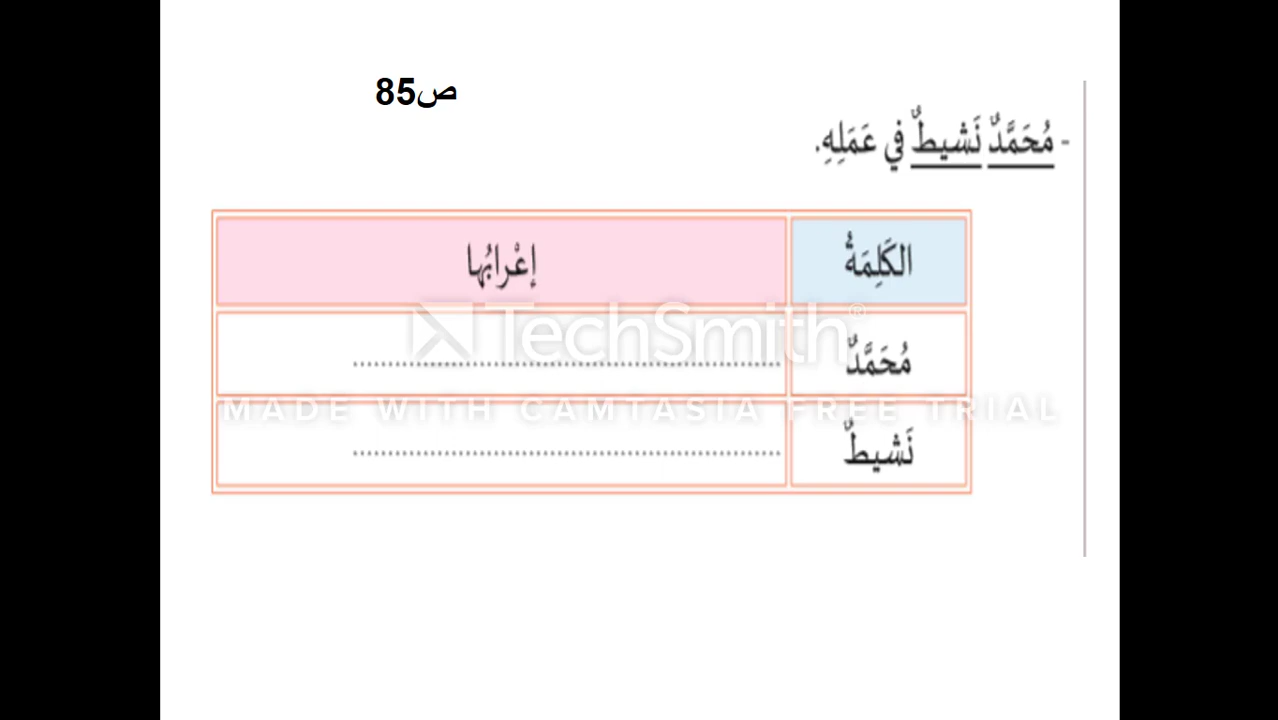 ص85
- مُحَمَّدٌ نَشيطٌ في عَمَلِهِ.
الكَلِمَةُ إعْرابُها
TechSmith®
مُحَمَّدٌ ............................................................
MADE WITH CAMTASIA FREE TRIAL
نَشيطٌ ............................................................